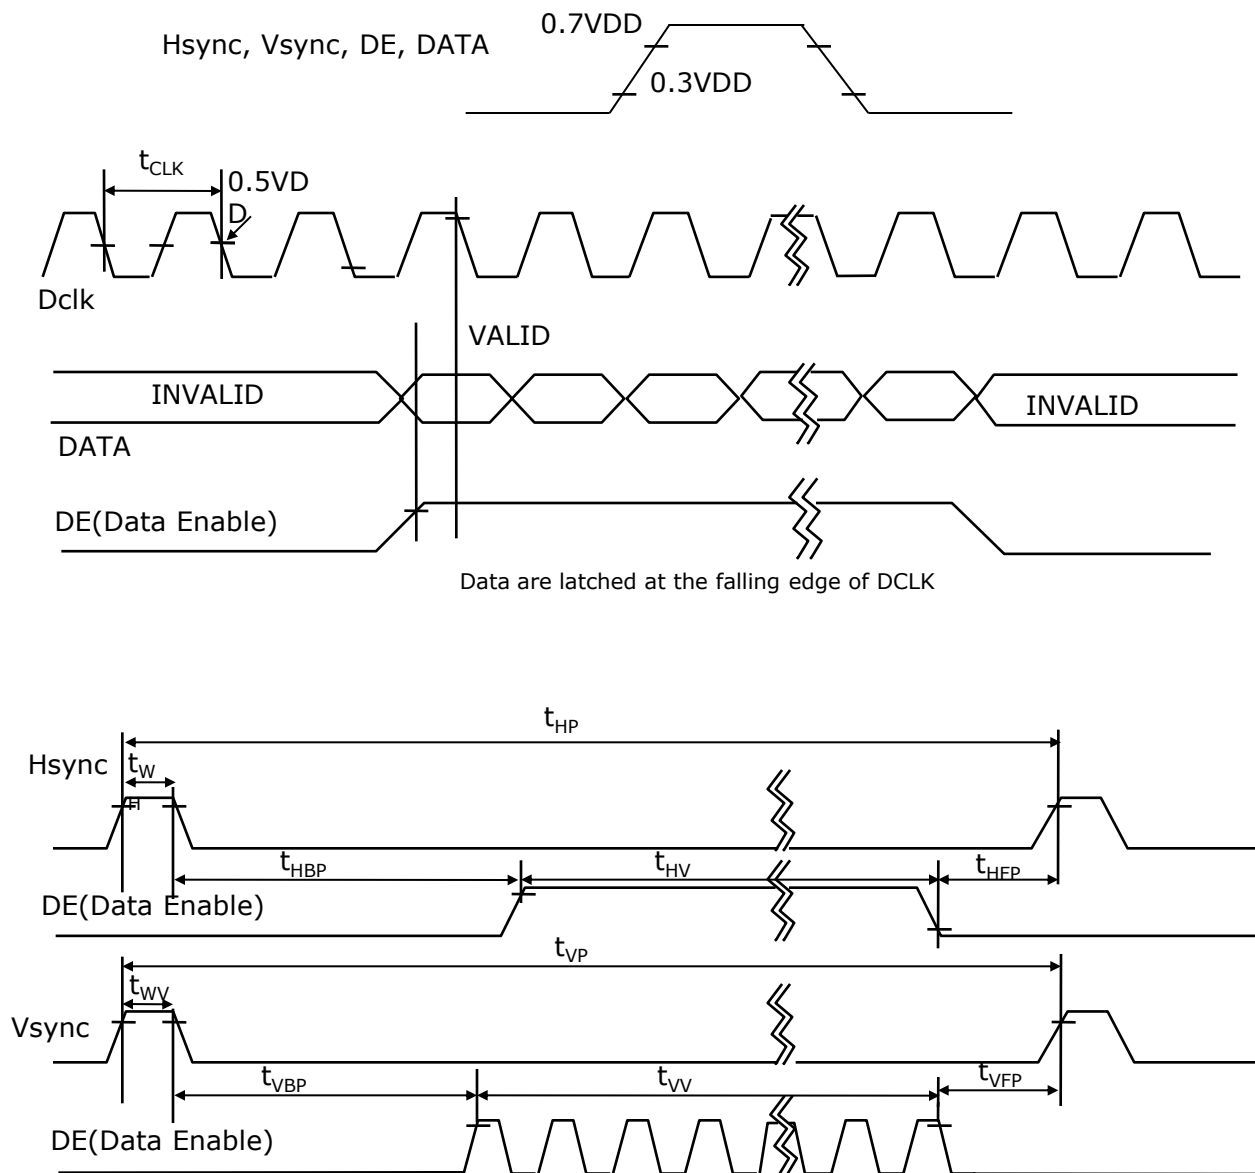 0.7VDD
Hsync, Vsync, DE, DATA
0.3VDD
tCLK
0.5VD
D
Dclk
VALID
INVALID
INVALID
DATA
DE(Data Enable)
Data are latched at the falling edge of DCLK
tHP
Hsync
tW
H
tHBP
tHV
tHFP
DE(Data Enable)
tVP
tWV
Vsync
tVBP
tVV
tVFP
DE(Data Enable)